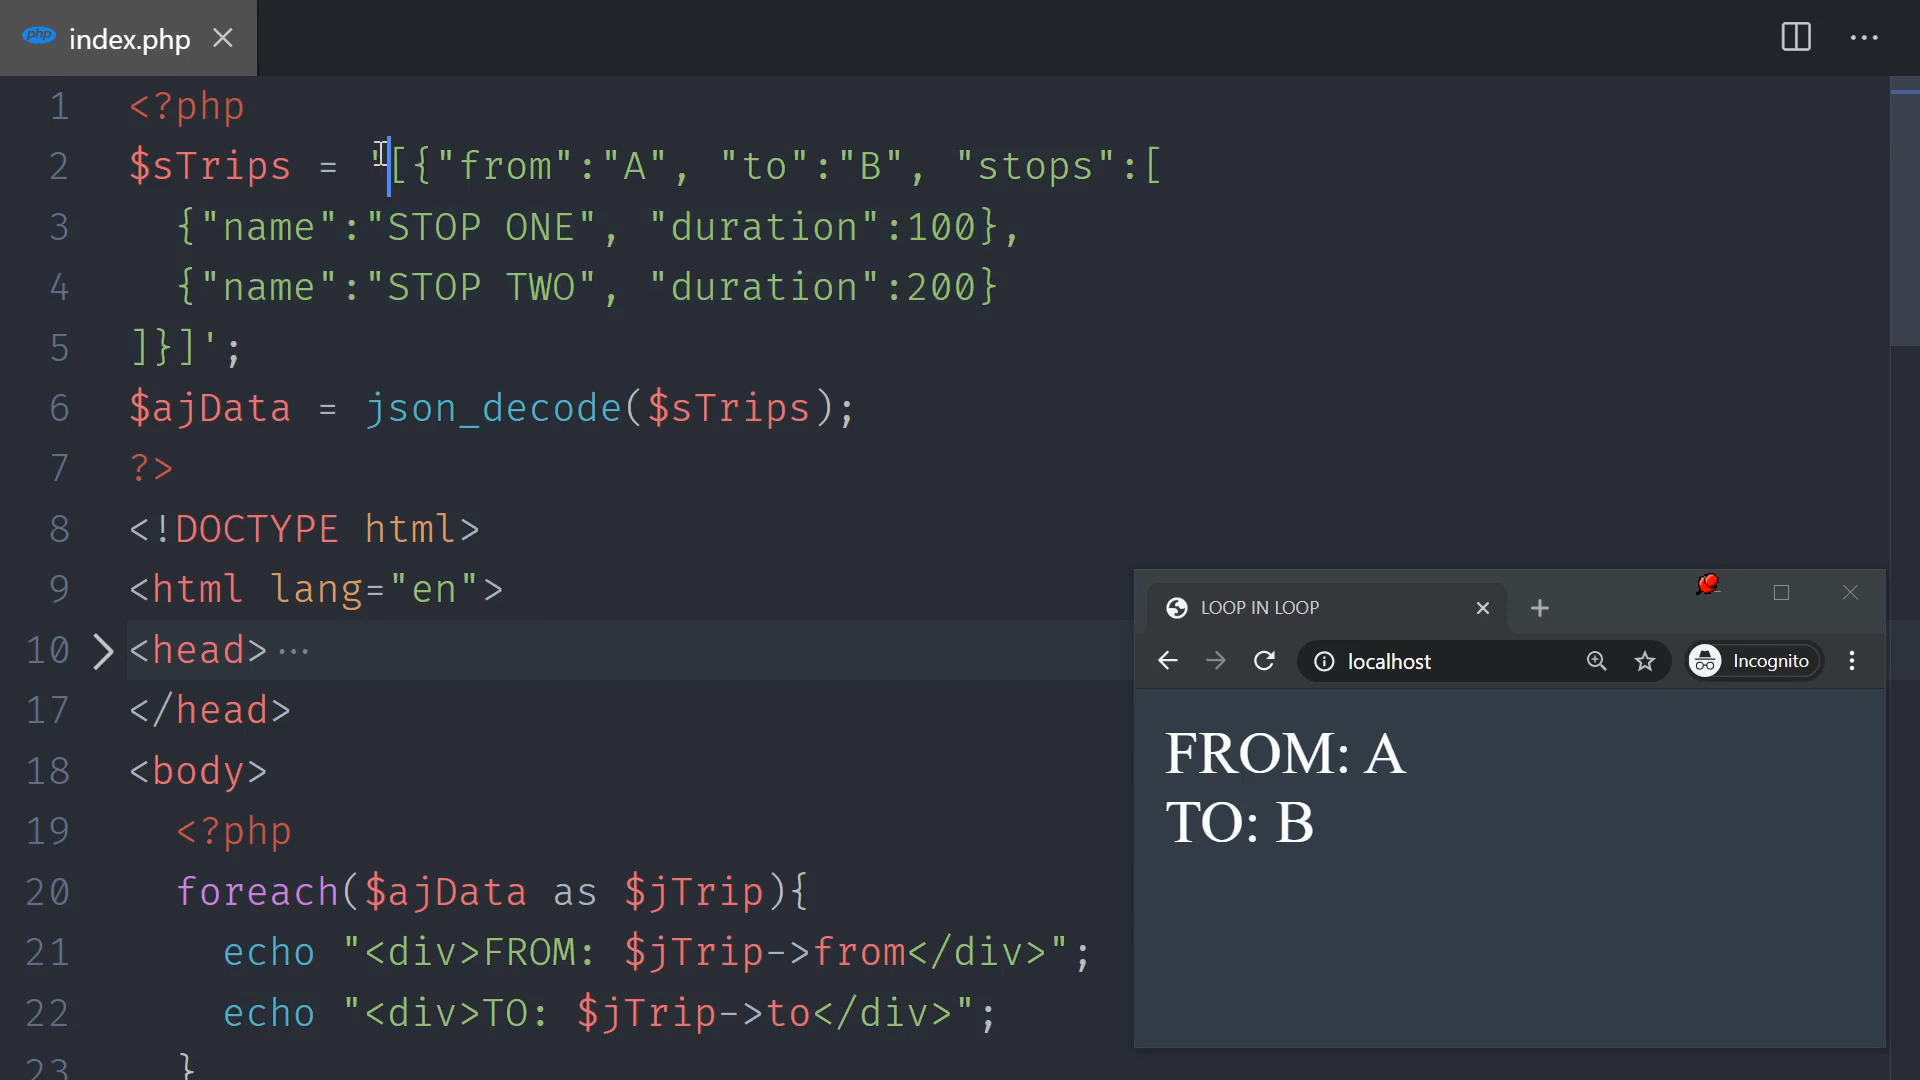 php index.php
1 <?php
2 $sTrips = '[{"from":"A", "to":"B", "stops":[
3 {"name":"STOP ONE", "duration":100},
4 {"name":"STOP TWO", "duration":200}
5 ]}]';
6 $ajData = json_decode($sTrips);
7 ?>
8 <!DOCTYPE html>
9 <html lang="en">
10 <head>…
17 </head>
18 <body>
19 <?php
20 foreach($ajData as $jTrip){
21 echo "<div>FROM: $jTrip->from</div>";
22 echo "<div>TO: $jTrip->to</div>";
23 }
LOOP IN LOOP
localhost Incognito
FROM: A
TO: B